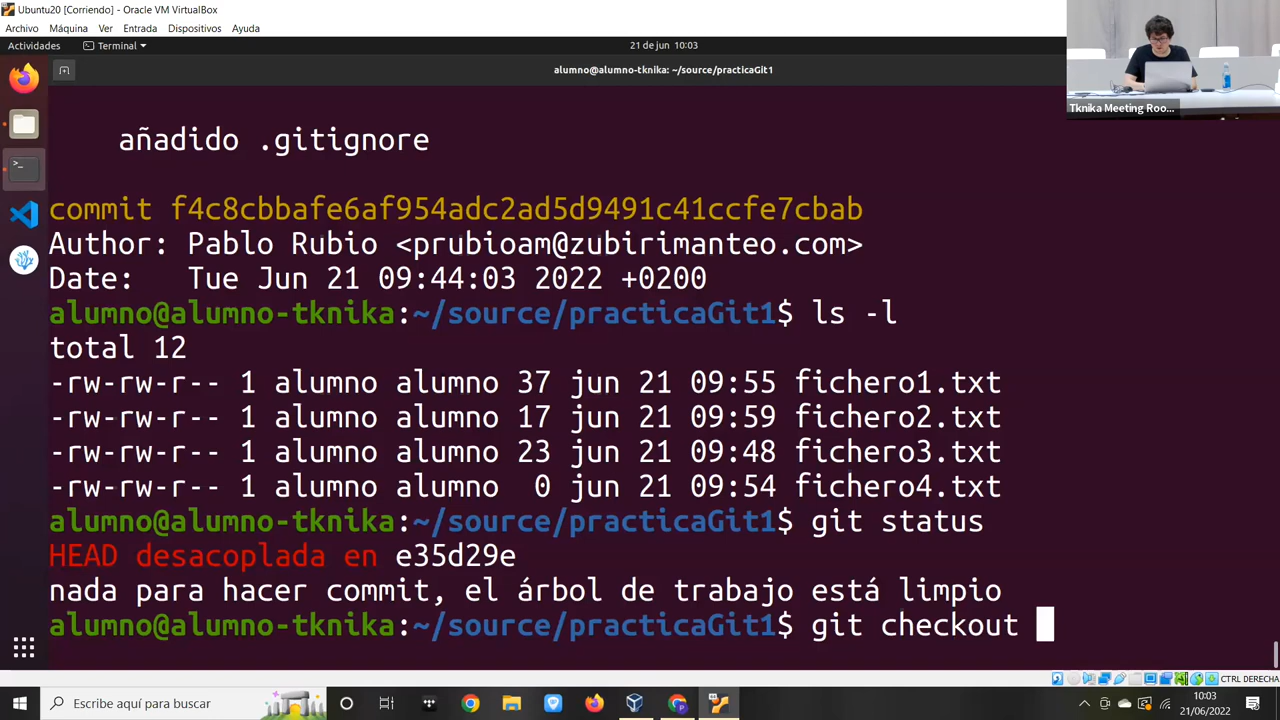 Ubuntu20 [Corriendo] - Oracle VM VirtualBox
Archivo Máquina Ver Entrada Dispositivos Ayuda
Actividades Terminal 21 de jun 10:03
alumno@alumno-tknika: ~/source/practicaGit1
Tknika Meeting Roo...
añadido .gitignore
commit f4c8cbbafe6af954adc2ad5d9491c41ccfe7cbab
Author: Pablo Rubio <prubioam@zubirimanteo.com>
Date: Tue Jun 21 09:44:03 2022 +0200
alumno@alumno-tknika:~/source/practicaGit1$ ls -l
total 12
-rw-rw-r-- 1 alumno alumno 37 jun 21 09:55 fichero1.txt
-rw-rw-r-- 1 alumno alumno 17 jun 21 09:59 fichero2.txt
-rw-rw-r-- 1 alumno alumno 23 jun 21 09:48 fichero3.txt
-rw-rw-r-- 1 alumno alumno 0 jun 21 09:54 fichero4.txt
alumno@alumno-tknika:~/source/practicaGit1$ git status
HEAD desacoplada en e35d29e
nada para hacer commit, el árbol de trabajo está limpio
alumno@alumno-tknika:~/source/practicaGit1$ git checkout
CTRL DERECHA
Escribe aquí para buscar
10:03
21/06/2022